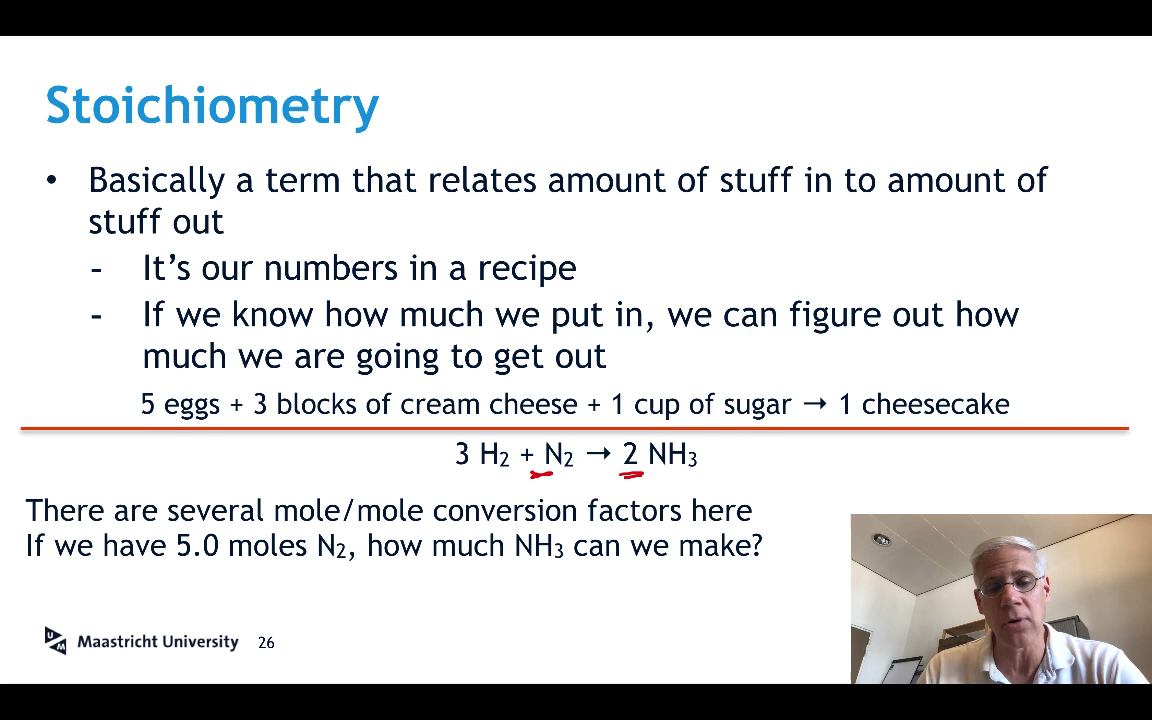 Stoichiometry
• Basically a term that relates amount of stuff in to amount of
stuff out
- It's our numbers in a recipe
- If we know how much we put in, we can figure out how
much we are going to get out
5 eggs + 3 blocks of cream cheese + 1 cup of sugar → 1 cheesecake
3 H₂ + N₂ → 2 NH₃
There are several mole/mole conversion factors here
If we have 5.0 moles N₂, how much NH₃ can we make?
UM Maastricht University 26